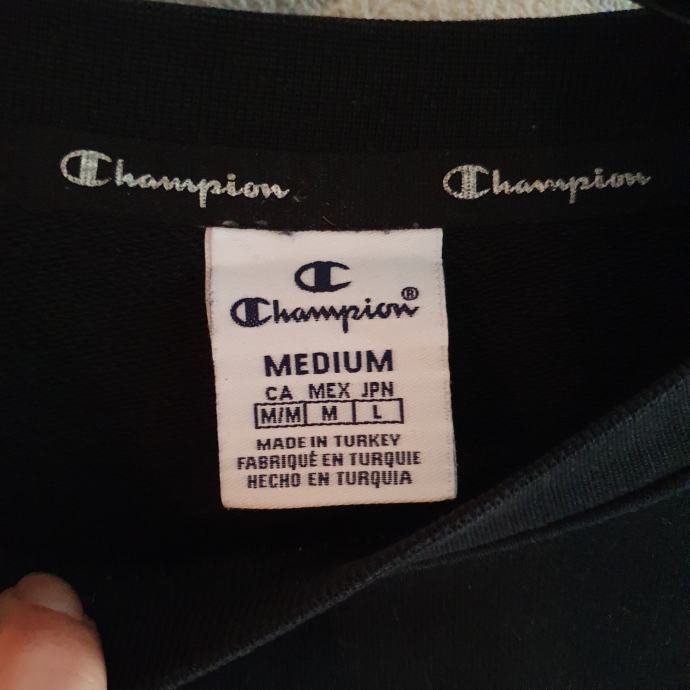 Champion Champion
Champion®
MEDIUM
CA MEX JPN
M/M M L
MADE IN TURKEY
FABRIQUÉ EN TURQUIE
HECHO EN TURQUIA